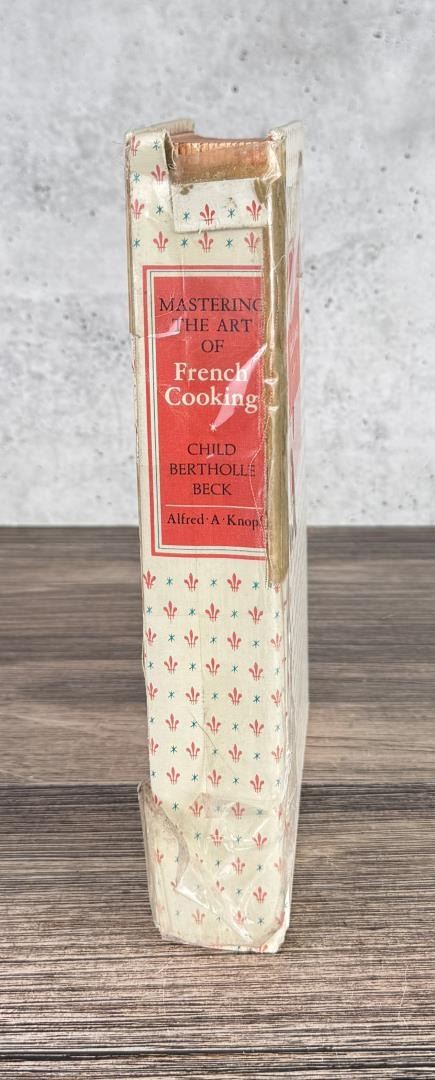 MASTERING
THE ART
OF
French
Cooking
*
CHILD
BERTHOLLE
BECK
Alfred·A·Knopf